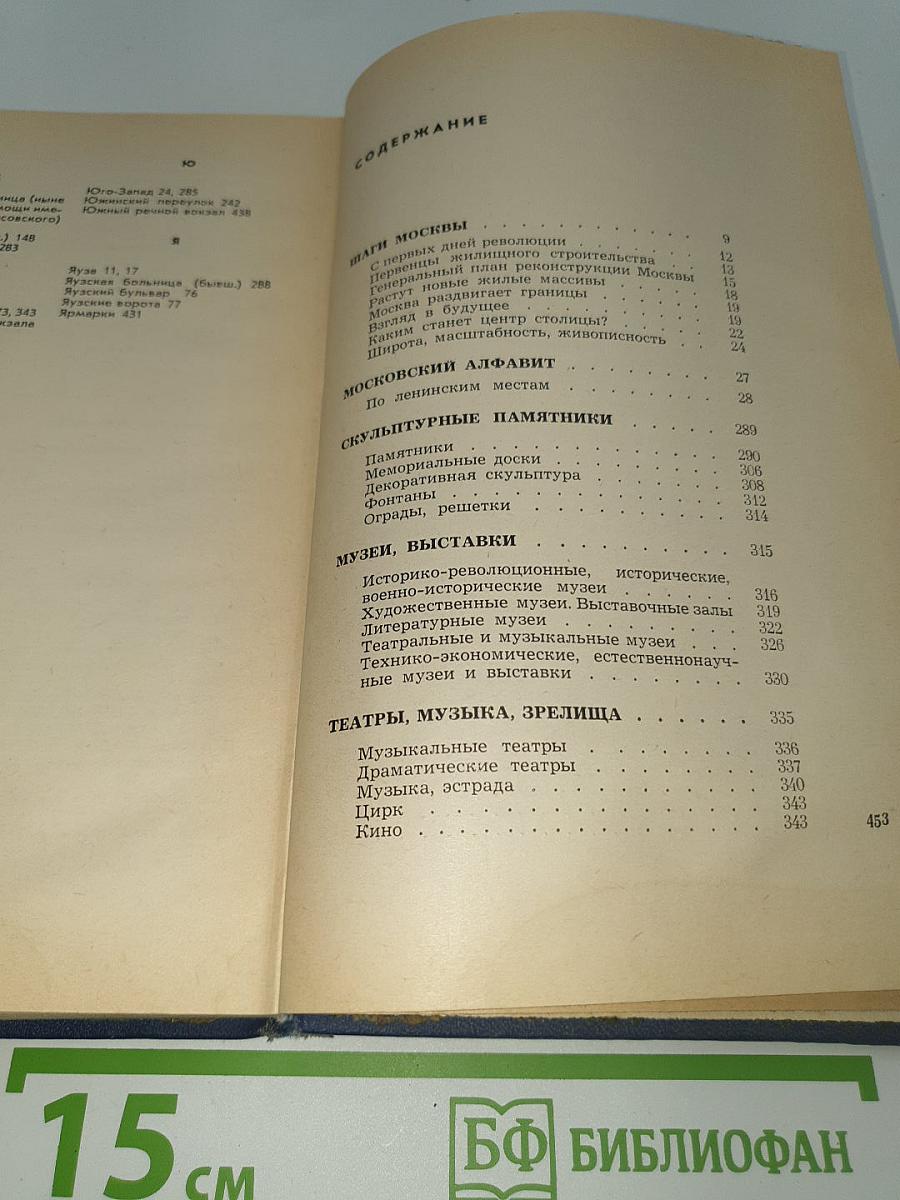 Ю
Юго-Запад 24, 285
Южинский переулок 242
Южный речной вокзал 438
Я
Яуза 11, 17
Яузская больница (бывш.) 288
Яузский бульвар 76
Яузские ворота 77
Ярмарки 431
(ныне
совского)
.) 148
283
73, 343
СОДЕРЖАНИЕ
ШАГИ МОСКВЫ . . . . . . . . . . . . 9
С первых дней революции . . . . . . . 12
Первенцы жилищного строительства . . 13
Генеральный план реконструкции Москвы 15
Растут новые жилые массивы . . . . . 18
Москва раздвигает границы . . . . . . 19
Взгляд в будущее . . . . . . . . . 19
Каким станет центр столицы? . . . . . 22
Широта, масштабность, живописность . . 24
МОСКОВСКИЙ АЛФАВИТ . . . . . . . . 27
По ленинским местам . . . . . . . . 28
СКУЛЬПТУРНЫЕ ПАМЯТНИКИ . . . . . 289
Памятники . . . . . . . . . . . . 290
Мемориальные доски . . . . . . . . 306
Декоративная скульптура . . . . . . . 308
Фонтаны . . . . . . . . . . . . . 312
Ограды, решетки . . . . . . . . . . 314
МУЗЕИ, ВЫСТАВКИ . . . . . . . . . . 315
Историко-революционные, исторические,
военно-исторические музеи . . . . . . 316
Художественные музеи. Выставочные залы 319
Литературные музеи . . . . . . . . . 322
Театральные и музыкальные музеи . . . 326
Технико-экономические, естественнонауч-
ные музеи и выставки . . . . . . . . 330
ТЕАТРЫ, МУЗЫКА, ЗРЕЛИЩА . . . . . . 335
Музыкальные театры . . . . . . . . 336
Драматические театры . . . . . . . . 337
Музыка, эстрада . . . . . . . . . . . 340
Цирк . . . . . . . . . . . . . . . 343
Кино . . . . . . . . . . . . . . . . 343
453
15 см
БФ БИБЛИОФАН